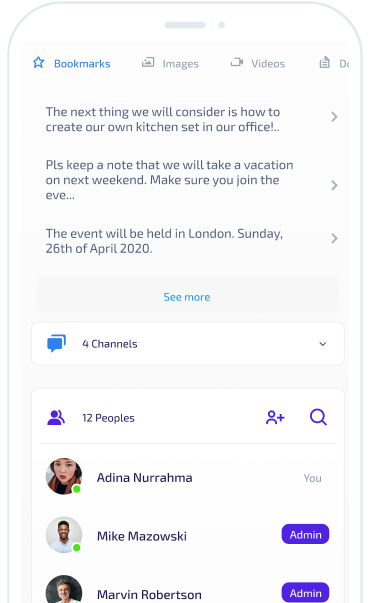 Bookmarks Images Videos
The next thing we will consider is how to
create our own kitchen set in our office!..
Pls keep a note that we will take a vacation
on next weekend. Make sure you join the
eve...
The event will be held in London. Sunday,
26th of April 2020.
See more
4 Channels
12 Peoples
Adina Nurrahma You
Mike Mazowski Admin
Marvin Robertson Admin